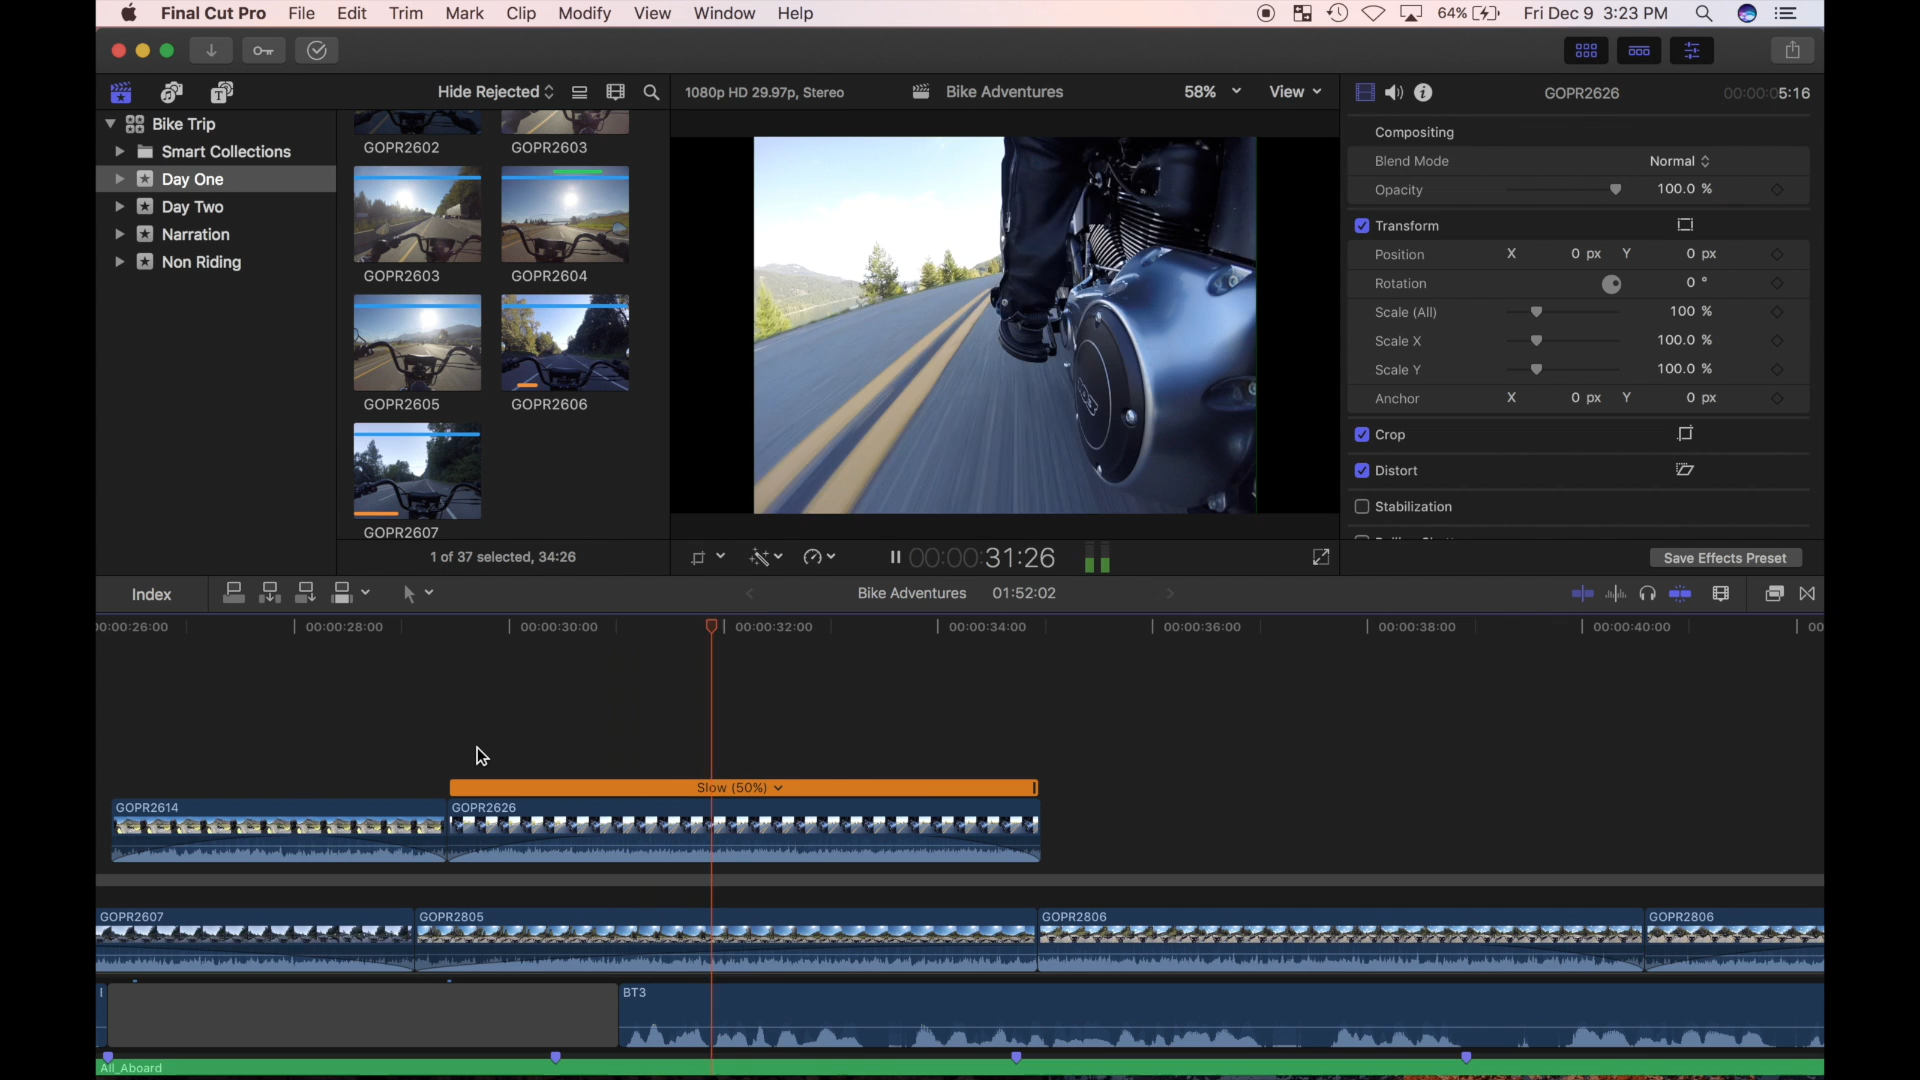 Final Cut Pro File Edit Trim Mark Clip Modify View Window Help 64% Fri Dec 9 3:23 PM
Hide Rejected 1080p HD 29.97p, Stereo Bike Adventures 58% View GOPR2626 00:00:05:16
Bike Trip
Smart Collections
Day One
Day Two
Narration
Non Riding
GOPR2602 GOPR2603
GOPR2603 GOPR2604
GOPR2605 GOPR2606
GOPR2607
1 of 37 selected, 34:26
00:00:31:26
Compositing
Blend Mode Normal
Opacity 100.0 %
Transform
Position X 0 px Y 0 px
Rotation 0 °
Scale (All) 100 %
Scale X 100.0 %
Scale Y 100.0 %
Anchor X 0 px Y 0 px
Crop
Distort
Stabilization
Save Effects Preset
Index Bike Adventures 01:52:02
00:00:26:00 00:00:28:00 00:00:30:00 00:00:32:00 00:00:34:00 00:00:36:00 00:00:38:00 00:00:40:00 00
Slow (50%)
GOPR2614 GOPR2626
GOPR2607 GOPR2805 GOPR2806 GOPR2806
BT3
All_Aboard